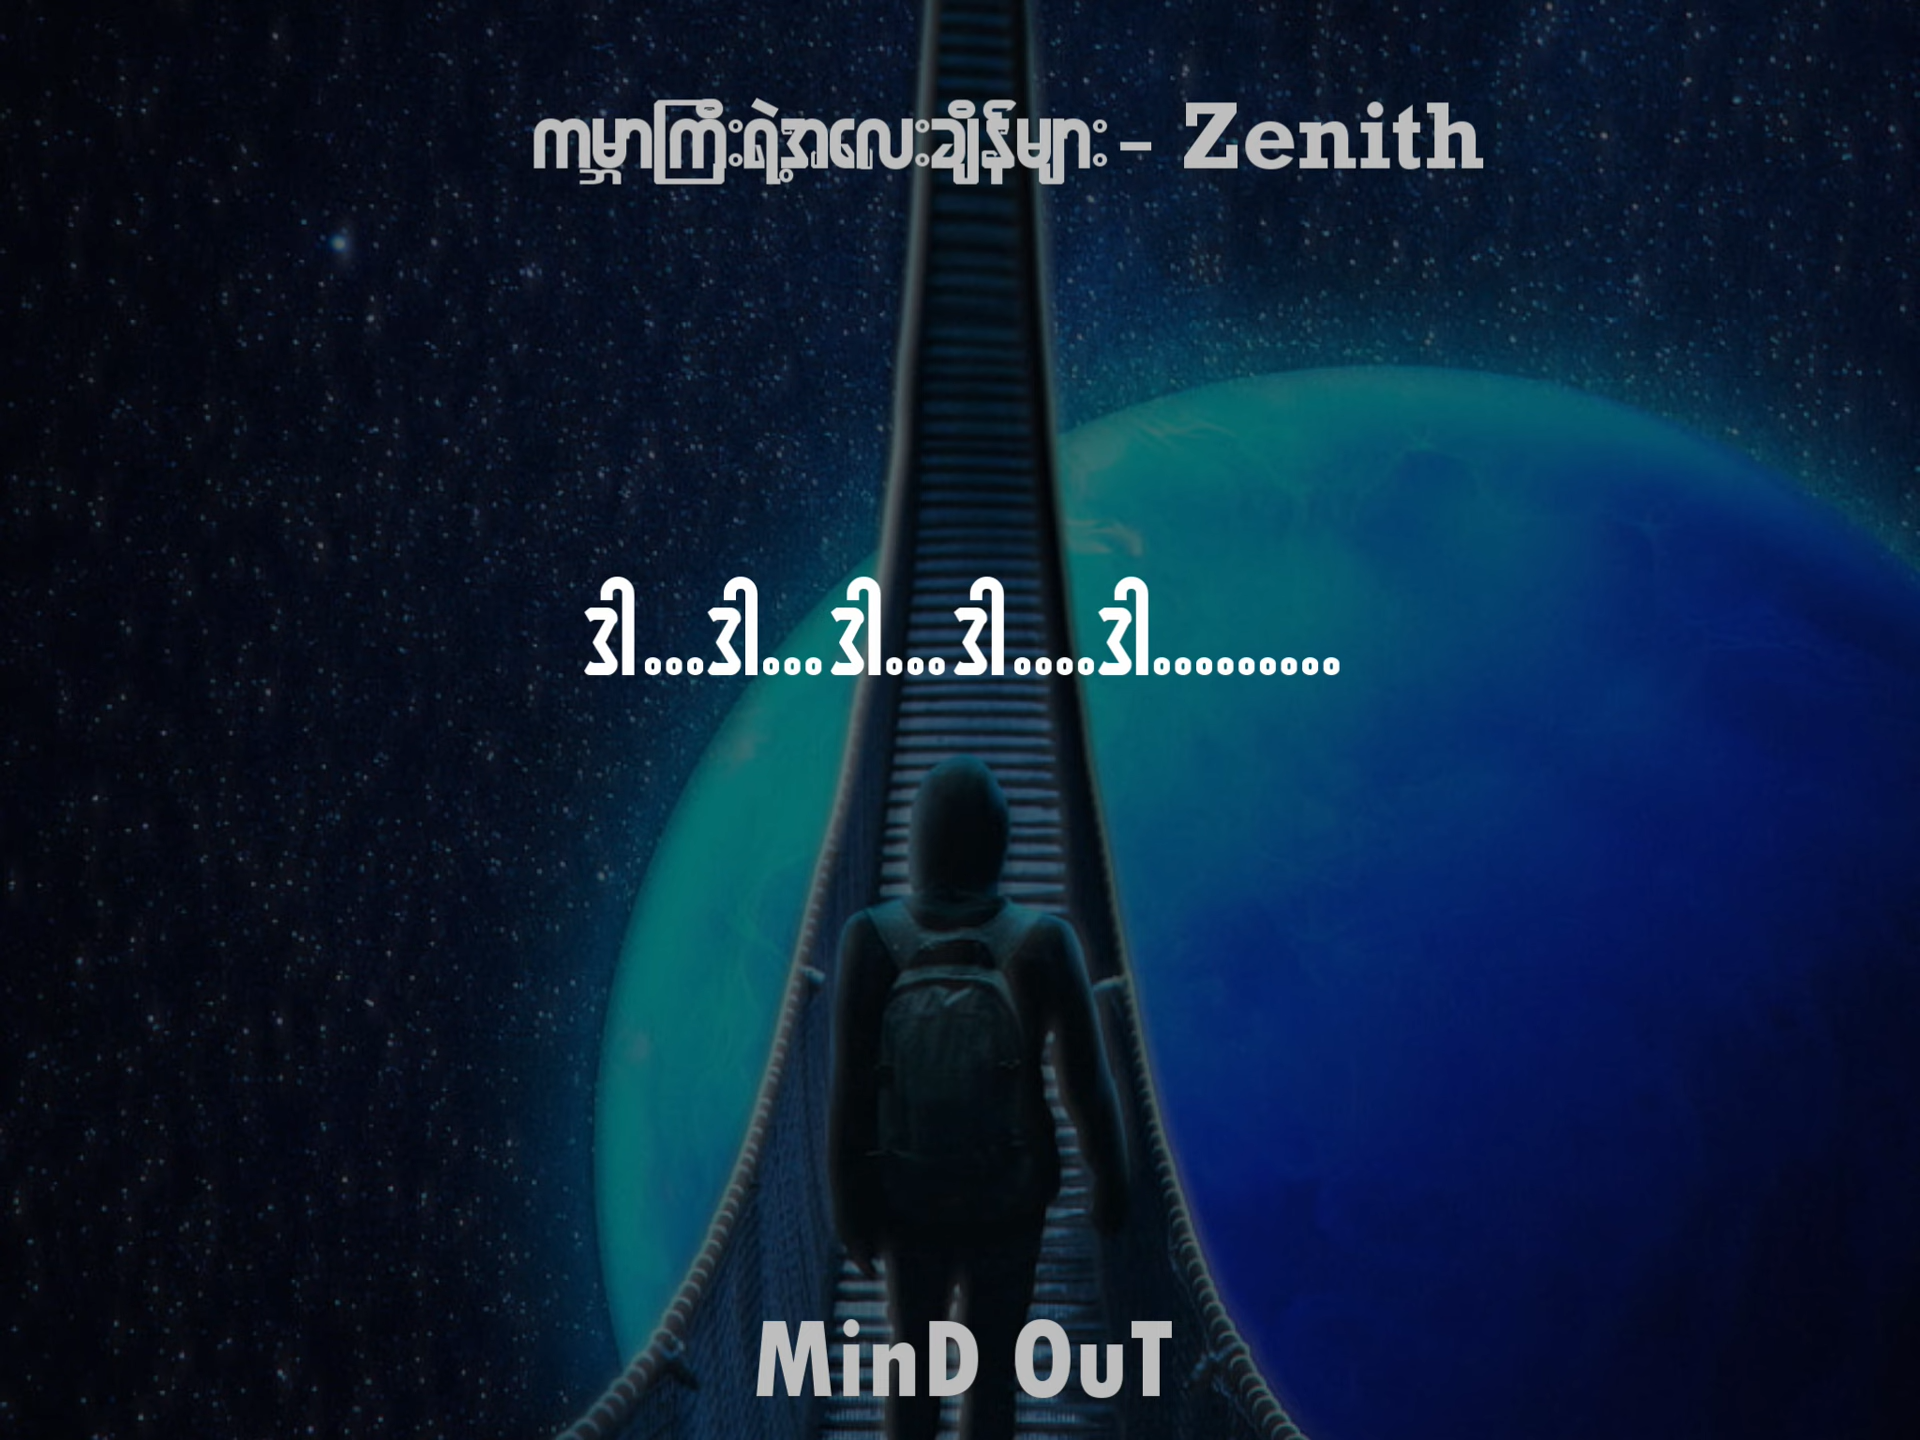 ကမ္ဘာကြီးရဲ့အလေးချိန်များ – Zenith
ဒါ...ဒါ...ဒါ...ဒါ....ဒါ.........
MinD OuT